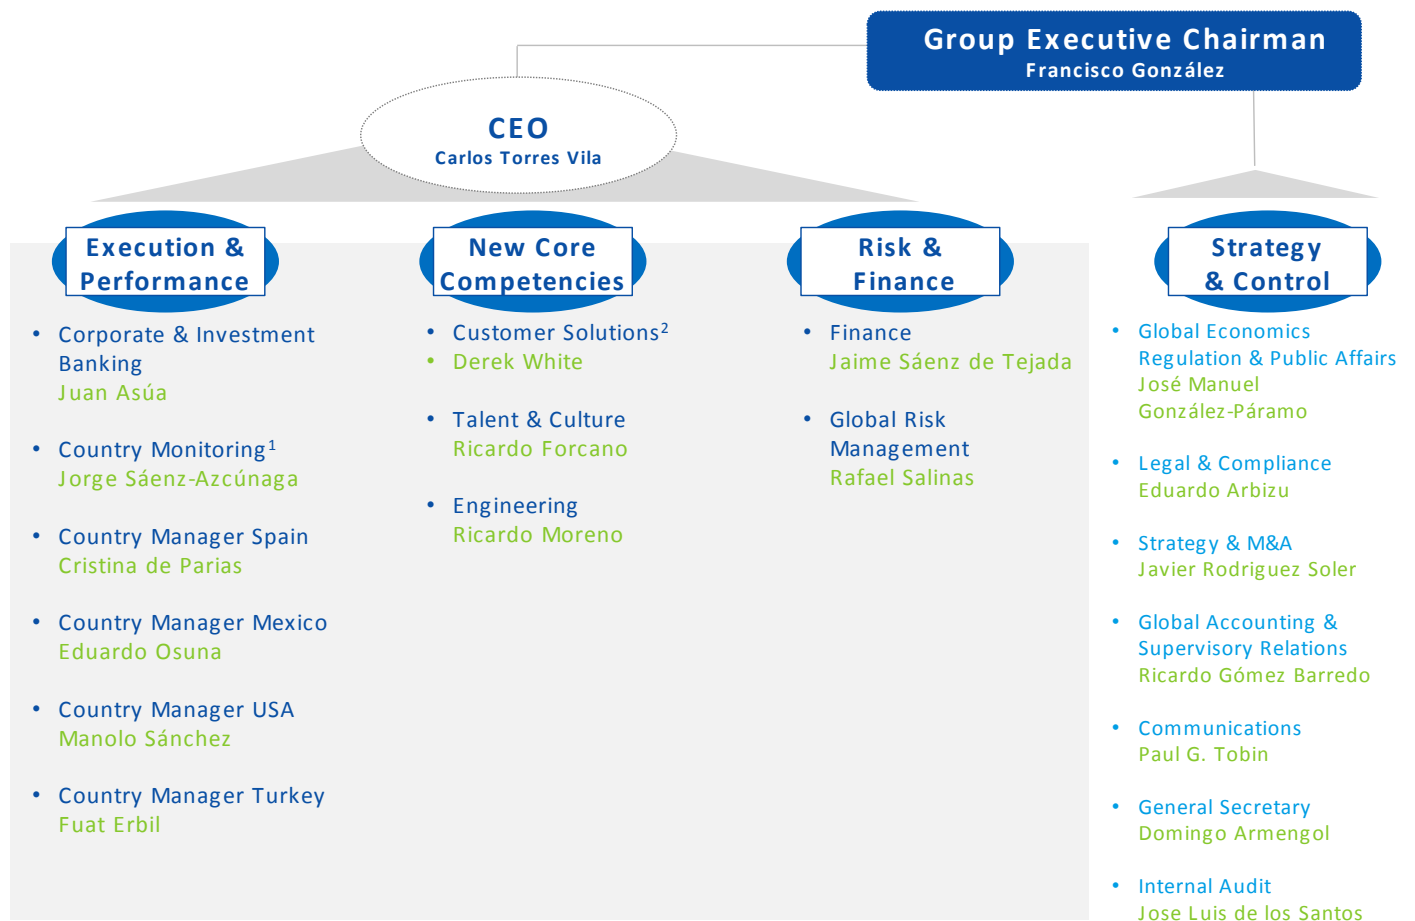 Group Executive Chairman
Francisco González
CEO
Carlos Torres Vila
Execution &
Performance
• Corporate & Investment
Banking
Juan Asúa
• Country Monitoring¹
Jorge Sáenz-Azcúnaga
• Country Manager Spain
Cristina de Parias
• Country Manager Mexico
Eduardo Osuna
• Country Manager USA
Manolo Sánchez
• Country Manager Turkey
Fuat Erbil
New Core
Competencies
• Customer Solutions²
• Derek White
• Talent & Culture
Ricardo Forcano
• Engineering
Ricardo Moreno
Risk &
Finance
• Finance
Jaime Sáenz de Tejada
• Global Risk
Management
Rafael Salinas
Strategy
& Control
• Global Economics
Regulation & Public Affairs
José Manuel
González-Páramo
• Legal & Compliance
Eduardo Arbizu
• Strategy & M&A
Javier Rodriguez Soler
• Global Accounting &
Supervisory Relations
Ricardo Gómez Barredo
• Communications
Paul G. Tobin
• General Secretary
Domingo Armengol
• Internal Audit
Jose Luis de los Santos